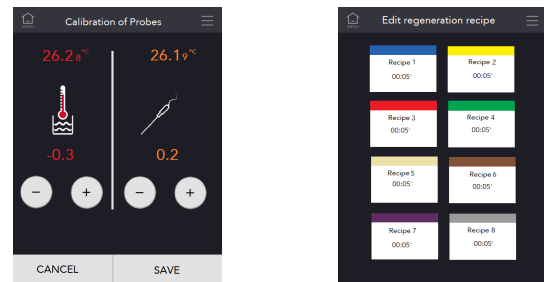 MENU
Calibration of Probes
26.28°C
26.19°C
-0.3
0.2
−
+
−
+
CANCEL
SAVE
MENU
Edit regeneration recipe
Recipe 1
00:05'
Recipe 2
00:05'
Recipe 3
00:05'
Recipe 4
00:05'
Recipe 5
00:05'
Recipe 6
00:05'
Recipe 7
00:05'
Recipe 8
00:05'